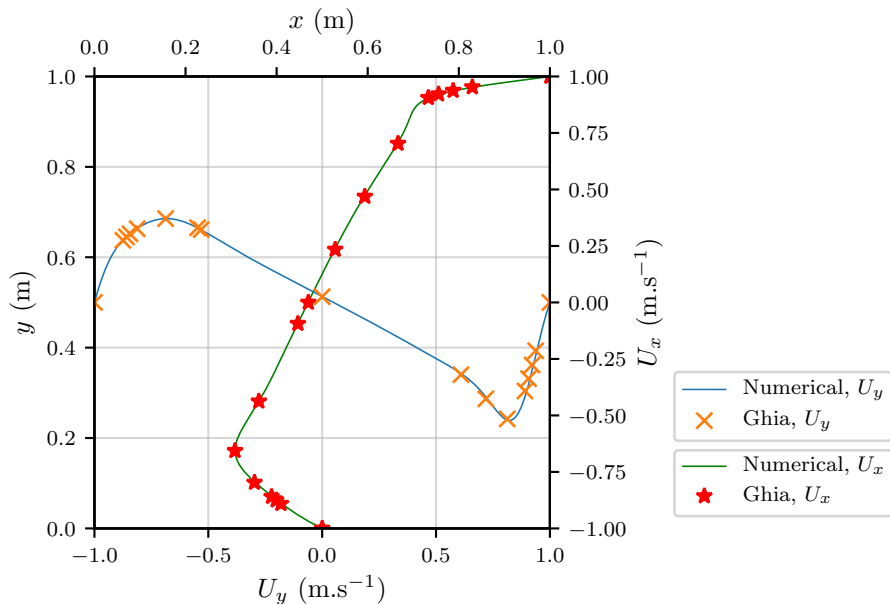 x (m)
0.0 0.2 0.4 0.6 0.8 1.0
1.0 1.00
0.75
0.8
0.50
0.6 0.25
y (m) 0.00 U_x (m.s⁻¹)
0.4 −0.25
−0.50
0.2
−0.75
0.0 −1.00
−1.0 −0.5 0.0 0.5 1.0
U_y (m.s⁻¹)
Numerical, U_y
Ghia, U_y
Numerical, U_x
Ghia, U_x